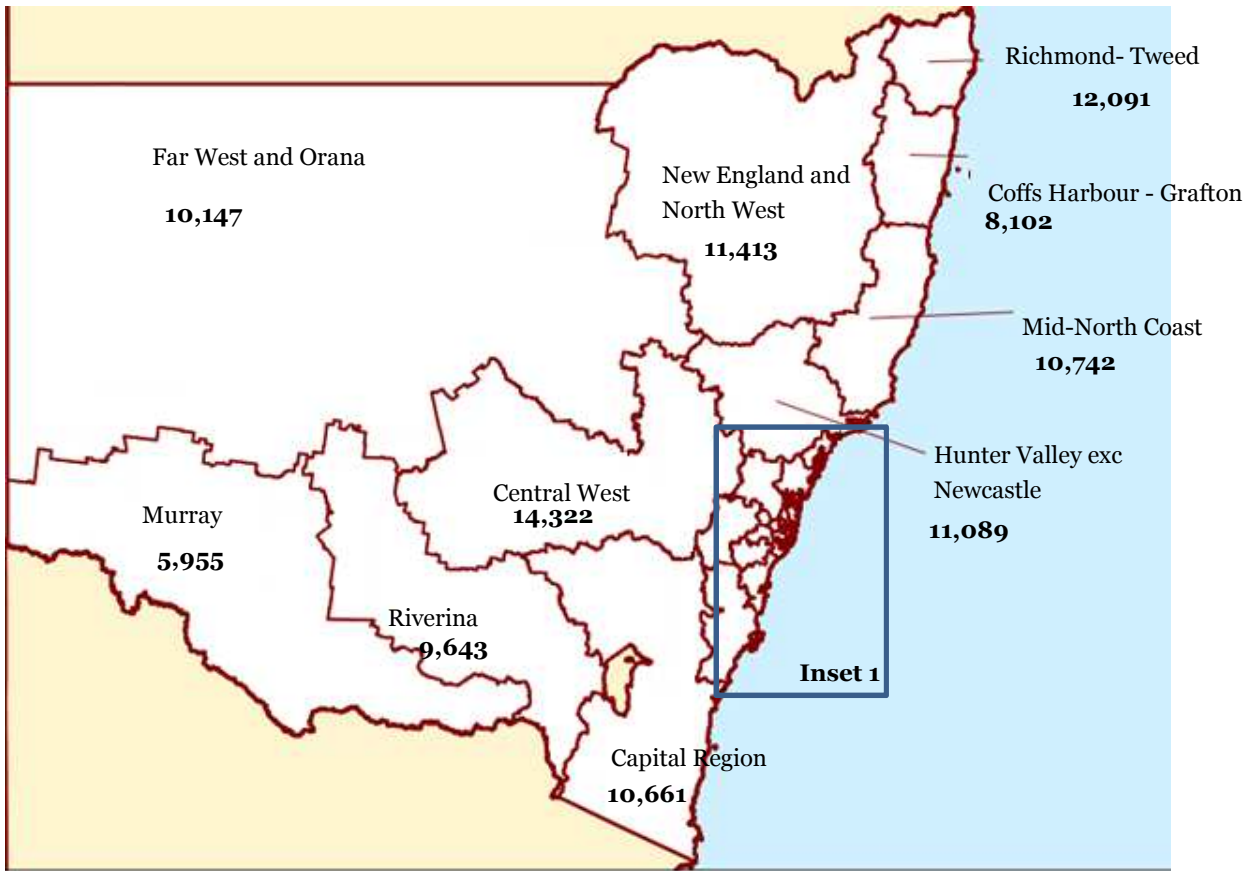 Richmond- Tweed
12,091
Far West and Orana
10,147
New England and
North West
11,413
Coffs Harbour - Grafton
8,102
Mid-North Coast
10,742
Hunter Valley exc
Newcastle
11,089
Central West
14,322
Murray
5,955
Riverina
9,643
Inset 1
Capital Region
10,661